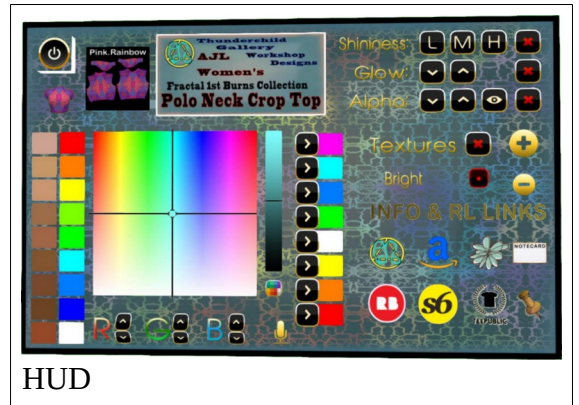 Pink.Rainbow
Thunderchild
Gallery
AJL Workshop
Designs
Women's
Fractal 1st Burns Collection
Polo Neck Crop Top
Shininess: L M H
Glow:
Alpha:
Textures
Bright
INFO & RL LINKS
a
NOTECARD
RB
s6
TEEPUBLIC
R G B
HUD